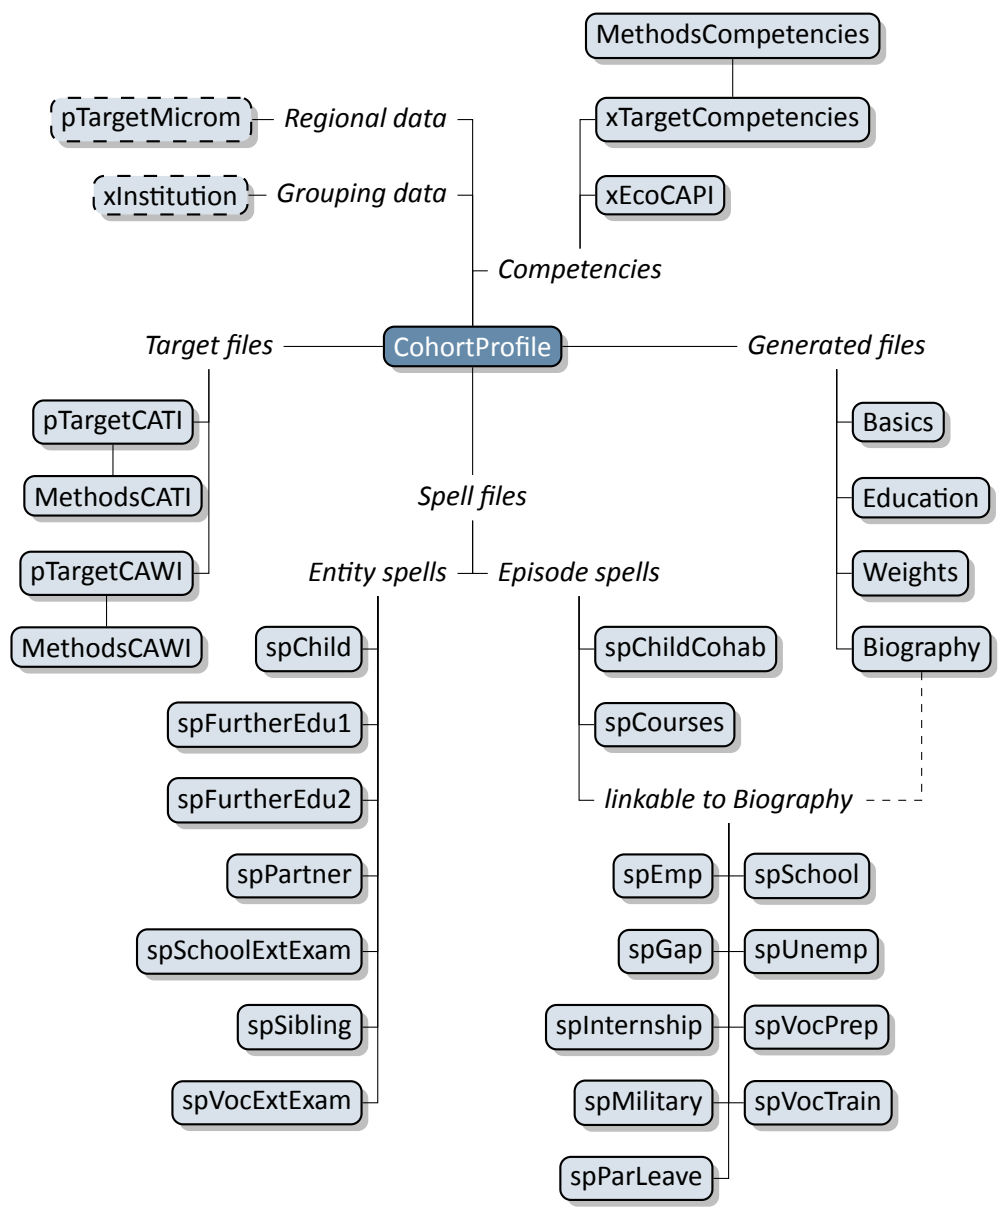 MethodsCompetencies
pTargetMicrom
Regional data
xTargetCompetencies
xInstitution
Grouping data
xEcoCAPI
Competencies
Target files
CohortProfile
Generated files
pTargetCATI
Basics
MethodsCATI
Spell files
Education
pTargetCAWI
Entity spells
Episode spells
Weights
MethodsCAWI
spChild
spChildCohab
Biography
spFurtherEdu1
spCourses
spFurtherEdu2
linkable to Biography
spPartner
spEmp
spSchool
spSchoolExtExam
spGap
spUnemp
spSibling
spInternship
spVocPrep
spVocExtExam
spMilitary
spVocTrain
spParLeave